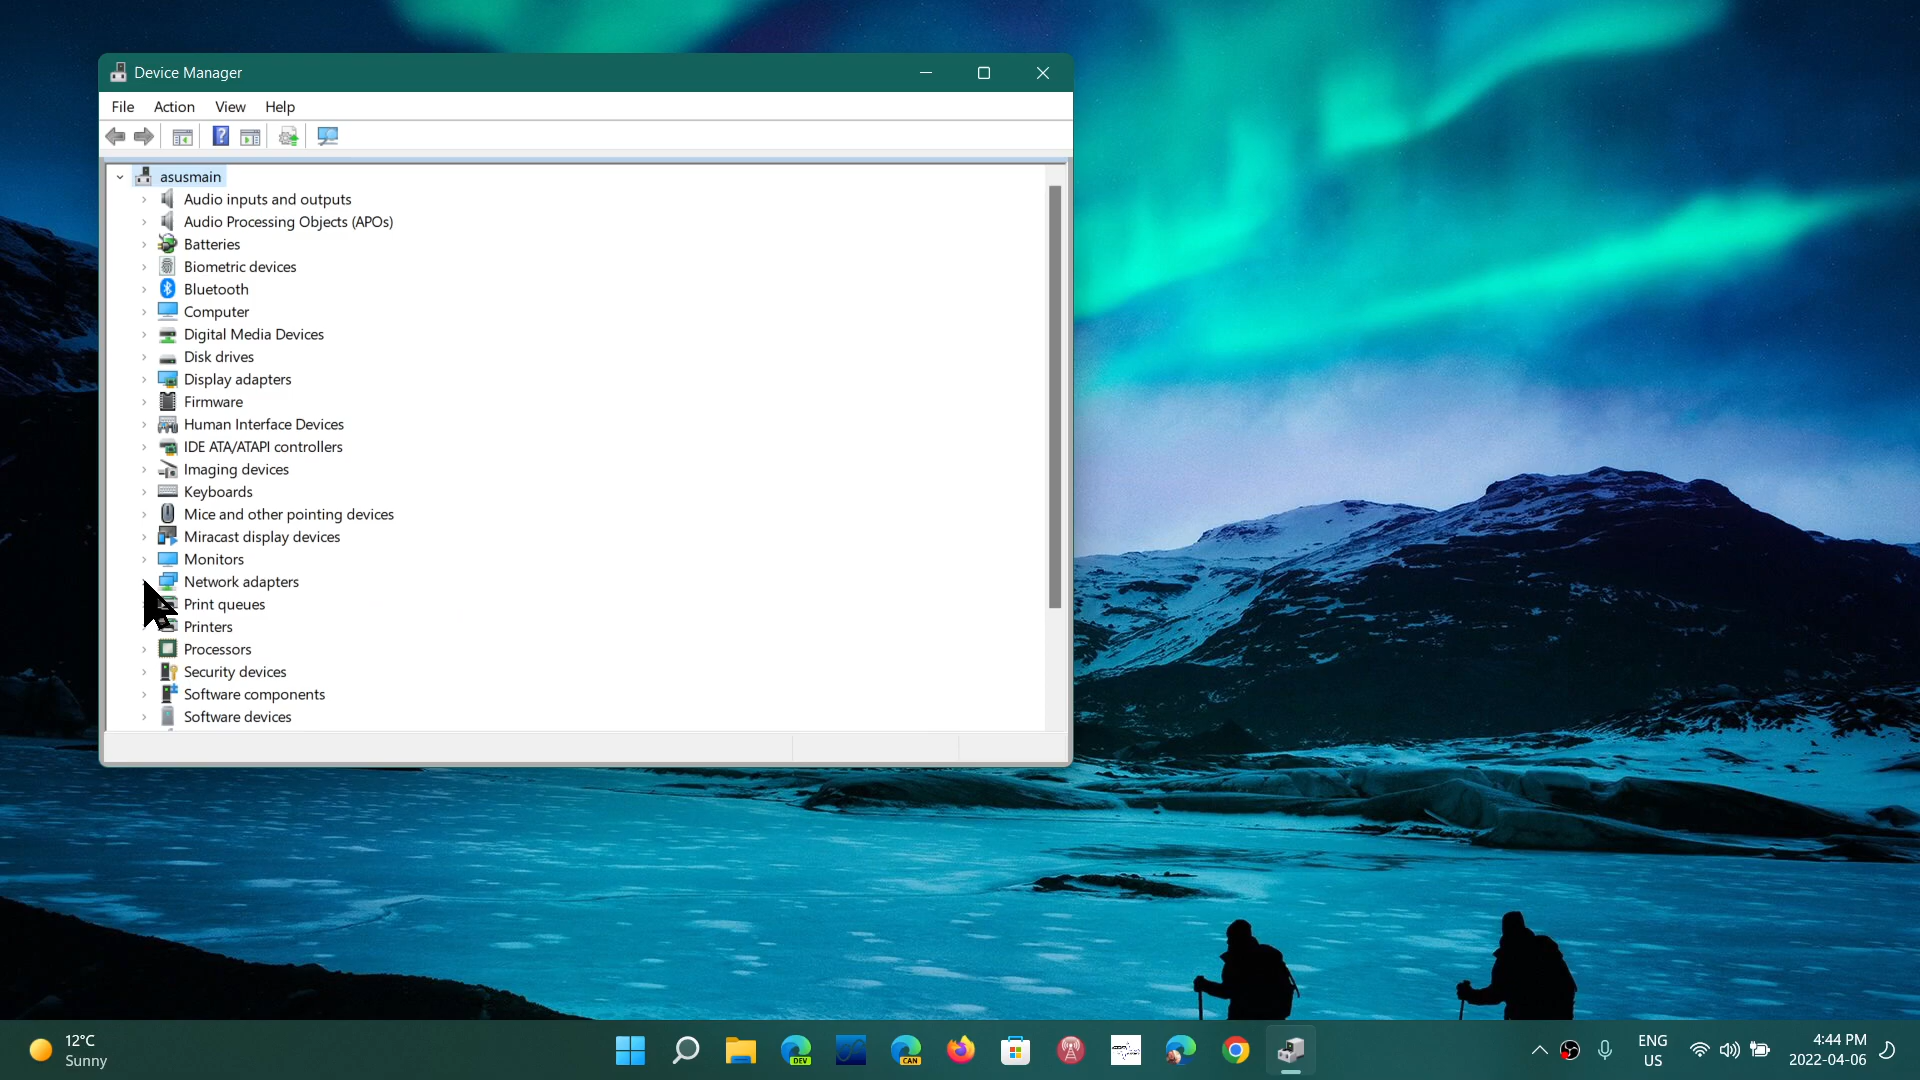 Device Manager
File Action View Help
asusmain
Audio inputs and outputs
Audio Processing Objects (APOs)
Batteries
Biometric devices
Bluetooth
Computer
Digital Media Devices
Disk drives
Display adapters
Firmware
Human Interface Devices
IDE ATA/ATAPI controllers
Imaging devices
Keyboards
Mice and other pointing devices
Miracast display devices
Monitors
Network adapters
Print queues
Printers
Processors
Security devices
Software components
Software devices
12°C
Sunny
DEV
CAN
ENG
US
4:44 PM
2022-04-06